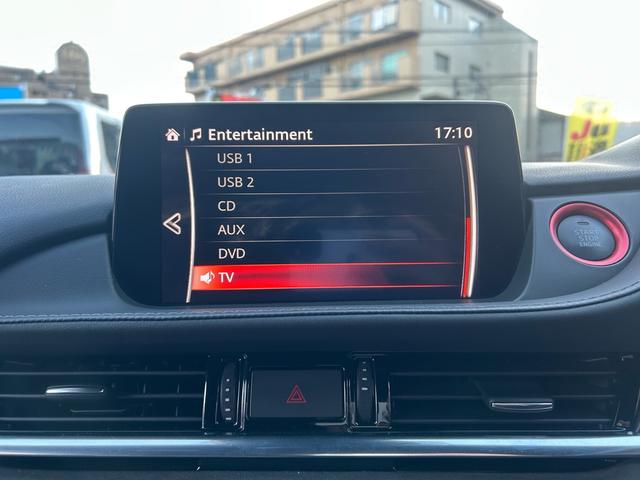 Entertainment 17:10
USB 1
USB 2
CD
AUX
DVD
TV
START
STOP
ENGINE